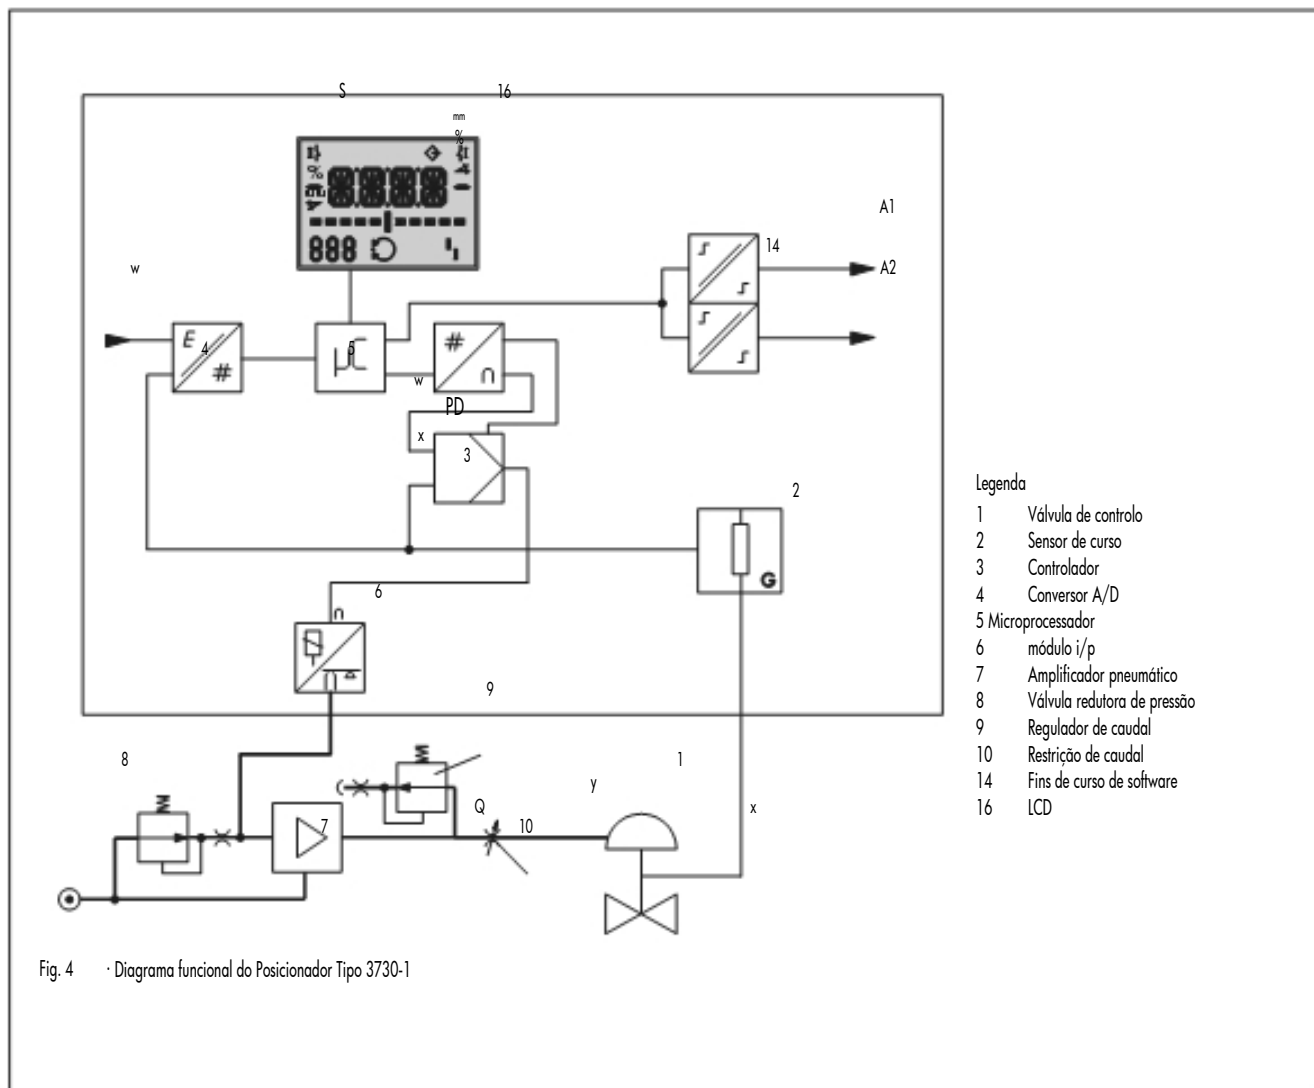 S 16
mm
%
%
888
A1
14
A2
w
E 4 #
5 µC
# n
w
PD
x
3
2
G
6
n
9
8
1
y
Q
x
7
10
Legenda
1 Válvula de controlo
2 Sensor de curso
3 Controlador
4 Conversor A/D
5 Microprocessador
6 módulo i/p
7 Amplificador pneumático
8 Válvula redutora de pressão
9 Regulador de caudal
10 Restrição de caudal
14 Fins de curso de software
16 LCD
Fig. 4 · Diagrama funcional do Posicionador Tipo 3730-1